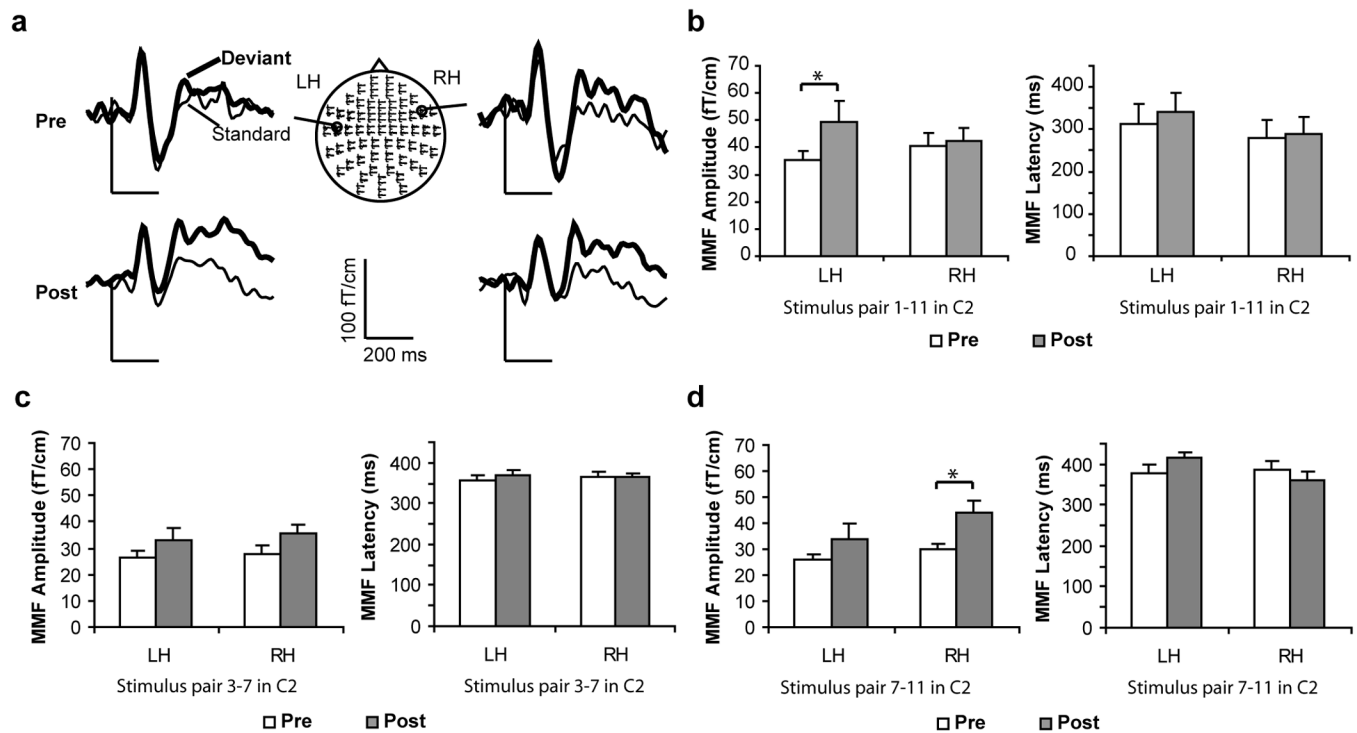 a
Deviant
LH
RH
Pre
Standard
Post
100 fT/cm
200 ms
b
MMF Amplitude (fT/cm)
70
60
50
40
30
20
10
0
*
LH
RH
Stimulus pair 1-11 in C2
MMF Latency (ms)
400
300
200
100
0
LH
RH
Stimulus pair 1-11 in C2
Pre
Post
c
MMF Amplitude (fT/cm)
70
60
50
40
30
20
10
0
LH
RH
Stimulus pair 3-7 in C2
MMF Latency (ms)
400
300
200
100
0
LH
RH
Stimulus pair 3-7 in C2
Pre
Post
d
MMF Amplitude (fT/cm)
70
60
50
40
30
20
10
0
*
LH
RH
Stimulus pair 7-11 in C2
MMF Latency (ms)
400
300
200
100
0
LH
RH
Stimulus pair 7-11 in C2
Pre
Post